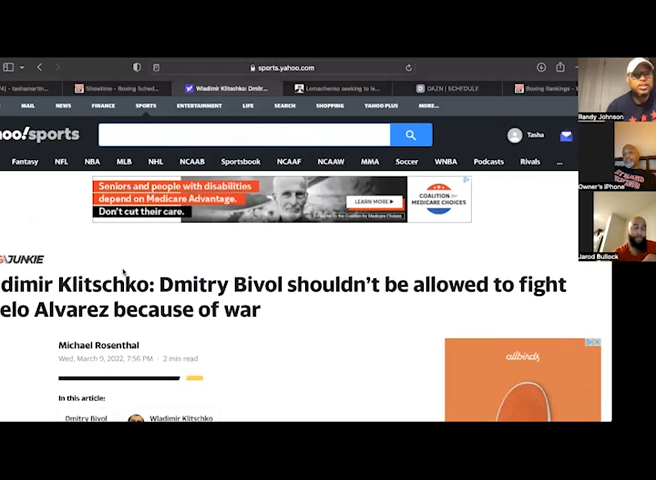 sports.yahoo.com
- tashamartin...
Showtime - Boxing Sched...
Wladimir Klitschko: Dmitr...
Lomachenko seeking to le...
DAZN | SCHEDULE
Boxing Rankings - W
MAIL NEWS FINANCE SPORTS ENTERTAINMENT LIFE SEARCH SHOPPING YAHOO PLUS MORE...
hoo!sports
Tasha
Fantasy NFL NBA MLB NHL NCAAB Sportsbook NCAAF NCAAW MMA Soccer WNBA Podcasts Rivals ...
Seniors and people with disabilities
depend on Medicare Advantage.
Don't cut their care.
LEARN MORE
COALITION FOR
MEDICARE CHOICES
JUNKIE
dimir Klitschko: Dmitry Bivol shouldn't be allowed to fight
elo Alvarez because of war
Michael Rosenthal
Wed, March 9, 2022, 7:56 PM · 2 min read
In this article:
Dmitry Bivol
Wladimir Klitschko
allbirds
Randy Johnson
Owner's iPhone
Jarod Bullock